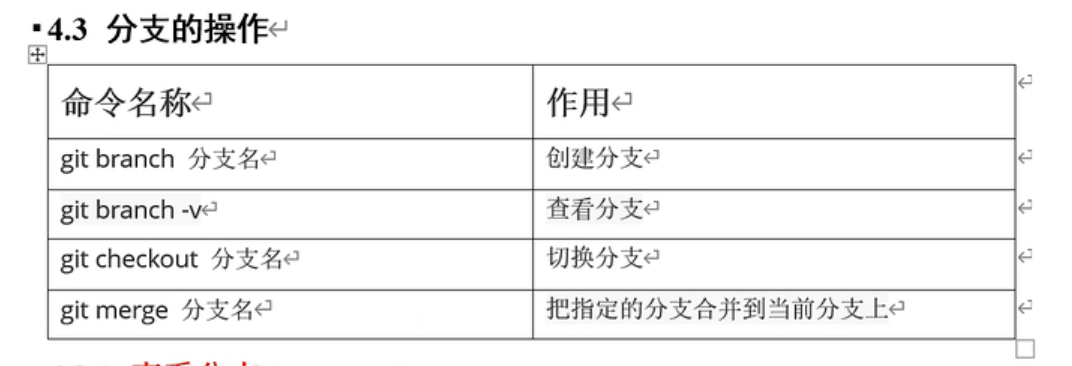 4.3 分支的操作
命令名称 作用
git branch 分支名 创建分支
git branch -v 查看分支
git checkout 分支名 切换分支
git merge 分支名 把指定的分支合并到当前分支上